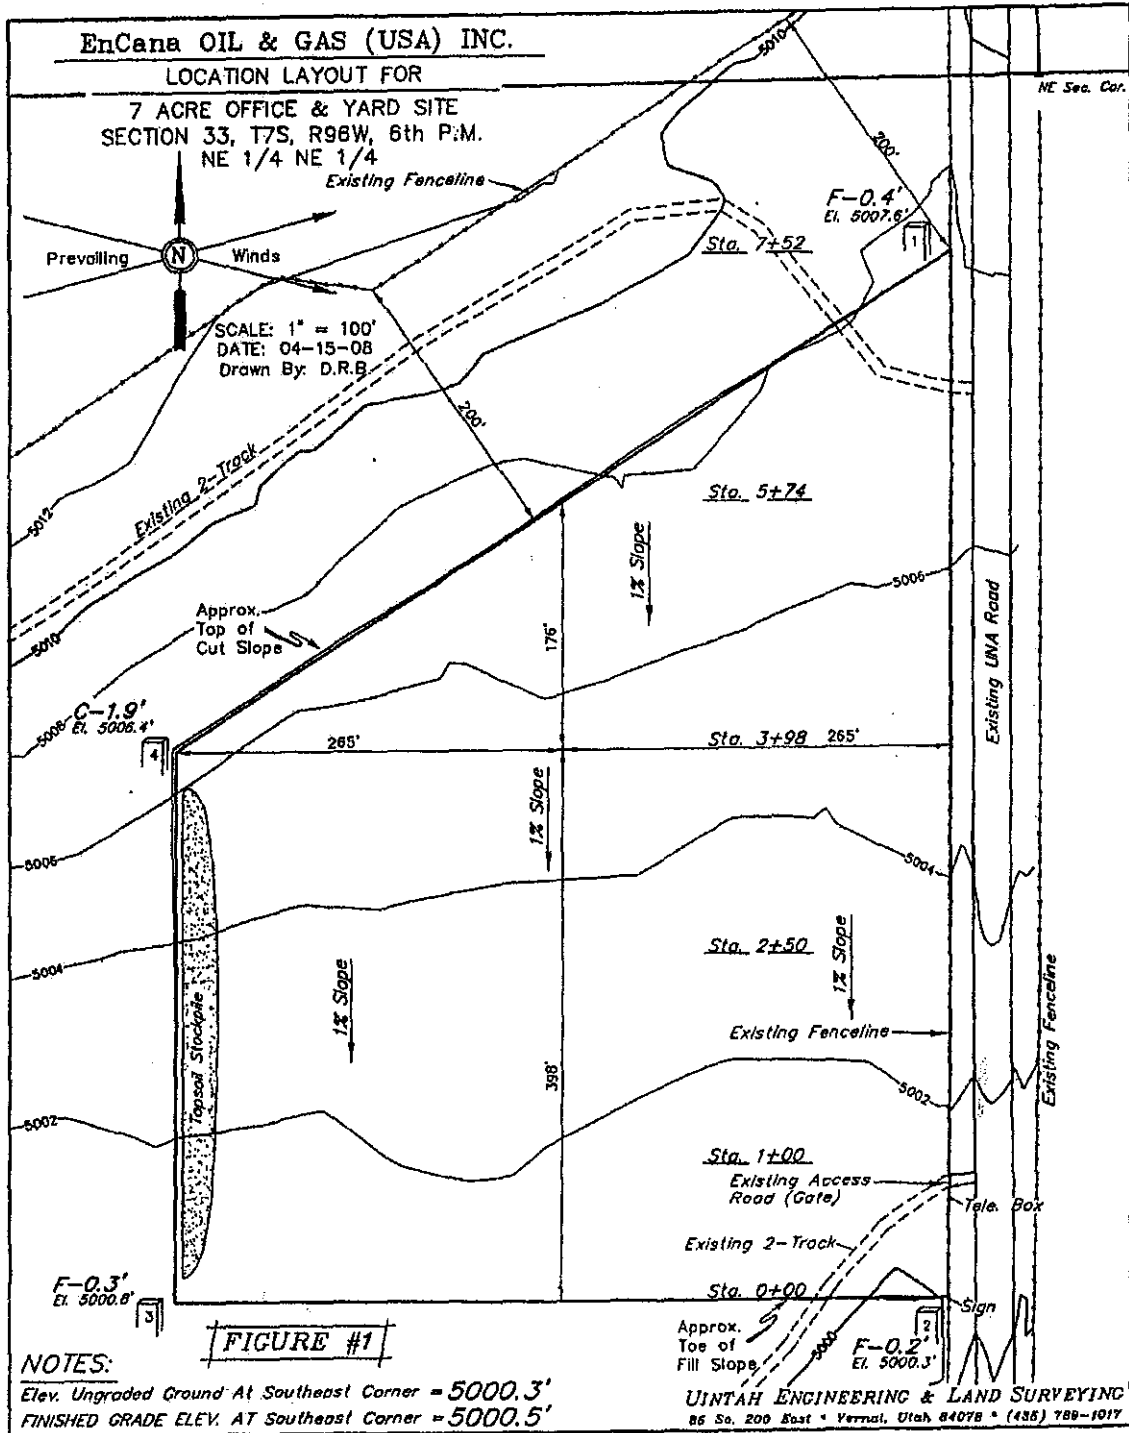 EnCana OIL & GAS (USA) INC.
LOCATION LAYOUT FOR
7 ACRE OFFICE & YARD SITE
SECTION 33, T7S, R96W, 6th P.M.
NE 1/4 NE 1/4
Existing Fenceline
5010
NE Sec. Cor.
200'
F-0.4'
El. 5007.6'
1
Sta. 7+52
Prevailing
N
Winds
SCALE: 1" = 100'
DATE: 04-15-08
Drawn By: D.R.B.
200'
Existing 2-Track
5012
Sta. 5+74
1% Slope
5006
Approx.
Top of
Cut Slope
5010
176'
Existing UNA Road
C-1.9'
El. 5006.4'
5008
4
265'
Sta. 3+98
265'
1% Slope
5006
5004
5004
Sta. 2+50
1% Slope
1% Slope
Topsoil Stockpile
Existing Fenceline
Existing Fenceline
398'
5002
5002
Sta. 1+00
Existing Access
Road (Gate)
Tele. Box
Existing 2-Track
F-0.3'
El. 5000.8'
3
Sta. 0+00
Sign
2
Approx.
Toe of
Fill Slope
5000
F-0.2'
El. 5000.3'
FIGURE #1
NOTES:
Elev. Ungraded Ground At Southeast Corner = 5000.3'
FINISHED GRADE ELEV. AT Southeast Corner = 5000.5'
UINTAH ENGINEERING & LAND SURVEYING
85 So. 200 East * Vernal, Utah 84078 * (435) 789-1017